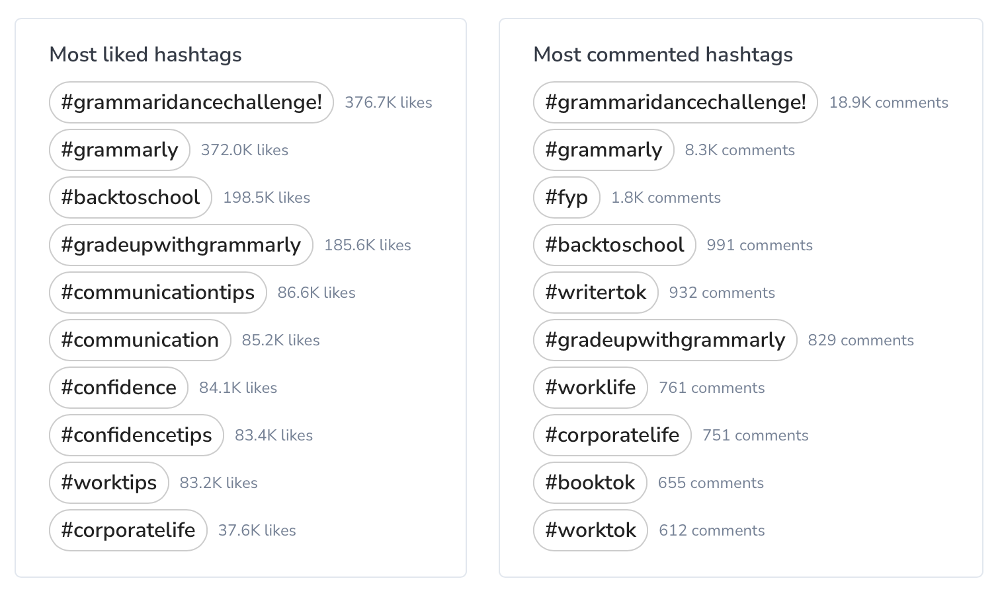 Most liked hashtags
#grammaridancechallenge! 376.7K likes
#grammarly 372.0K likes
#backtoschool 198.5K likes
#gradeupwithgrammarly 185.6K likes
#communicationtips 86.6K likes
#communication 85.2K likes
#confidence 84.1K likes
#confidencetips 83.4K likes
#worktips 83.2K likes
#corporatelife 37.6K likes
Most commented hashtags
#grammaridancechallenge! 18.9K comments
#grammarly 8.3K comments
#fyp 1.8K comments
#backtoschool 991 comments
#writertok 932 comments
#gradeupwithgrammarly 829 comments
#worklife 761 comments
#corporatelife 751 comments
#booktok 655 comments
#worktok 612 comments